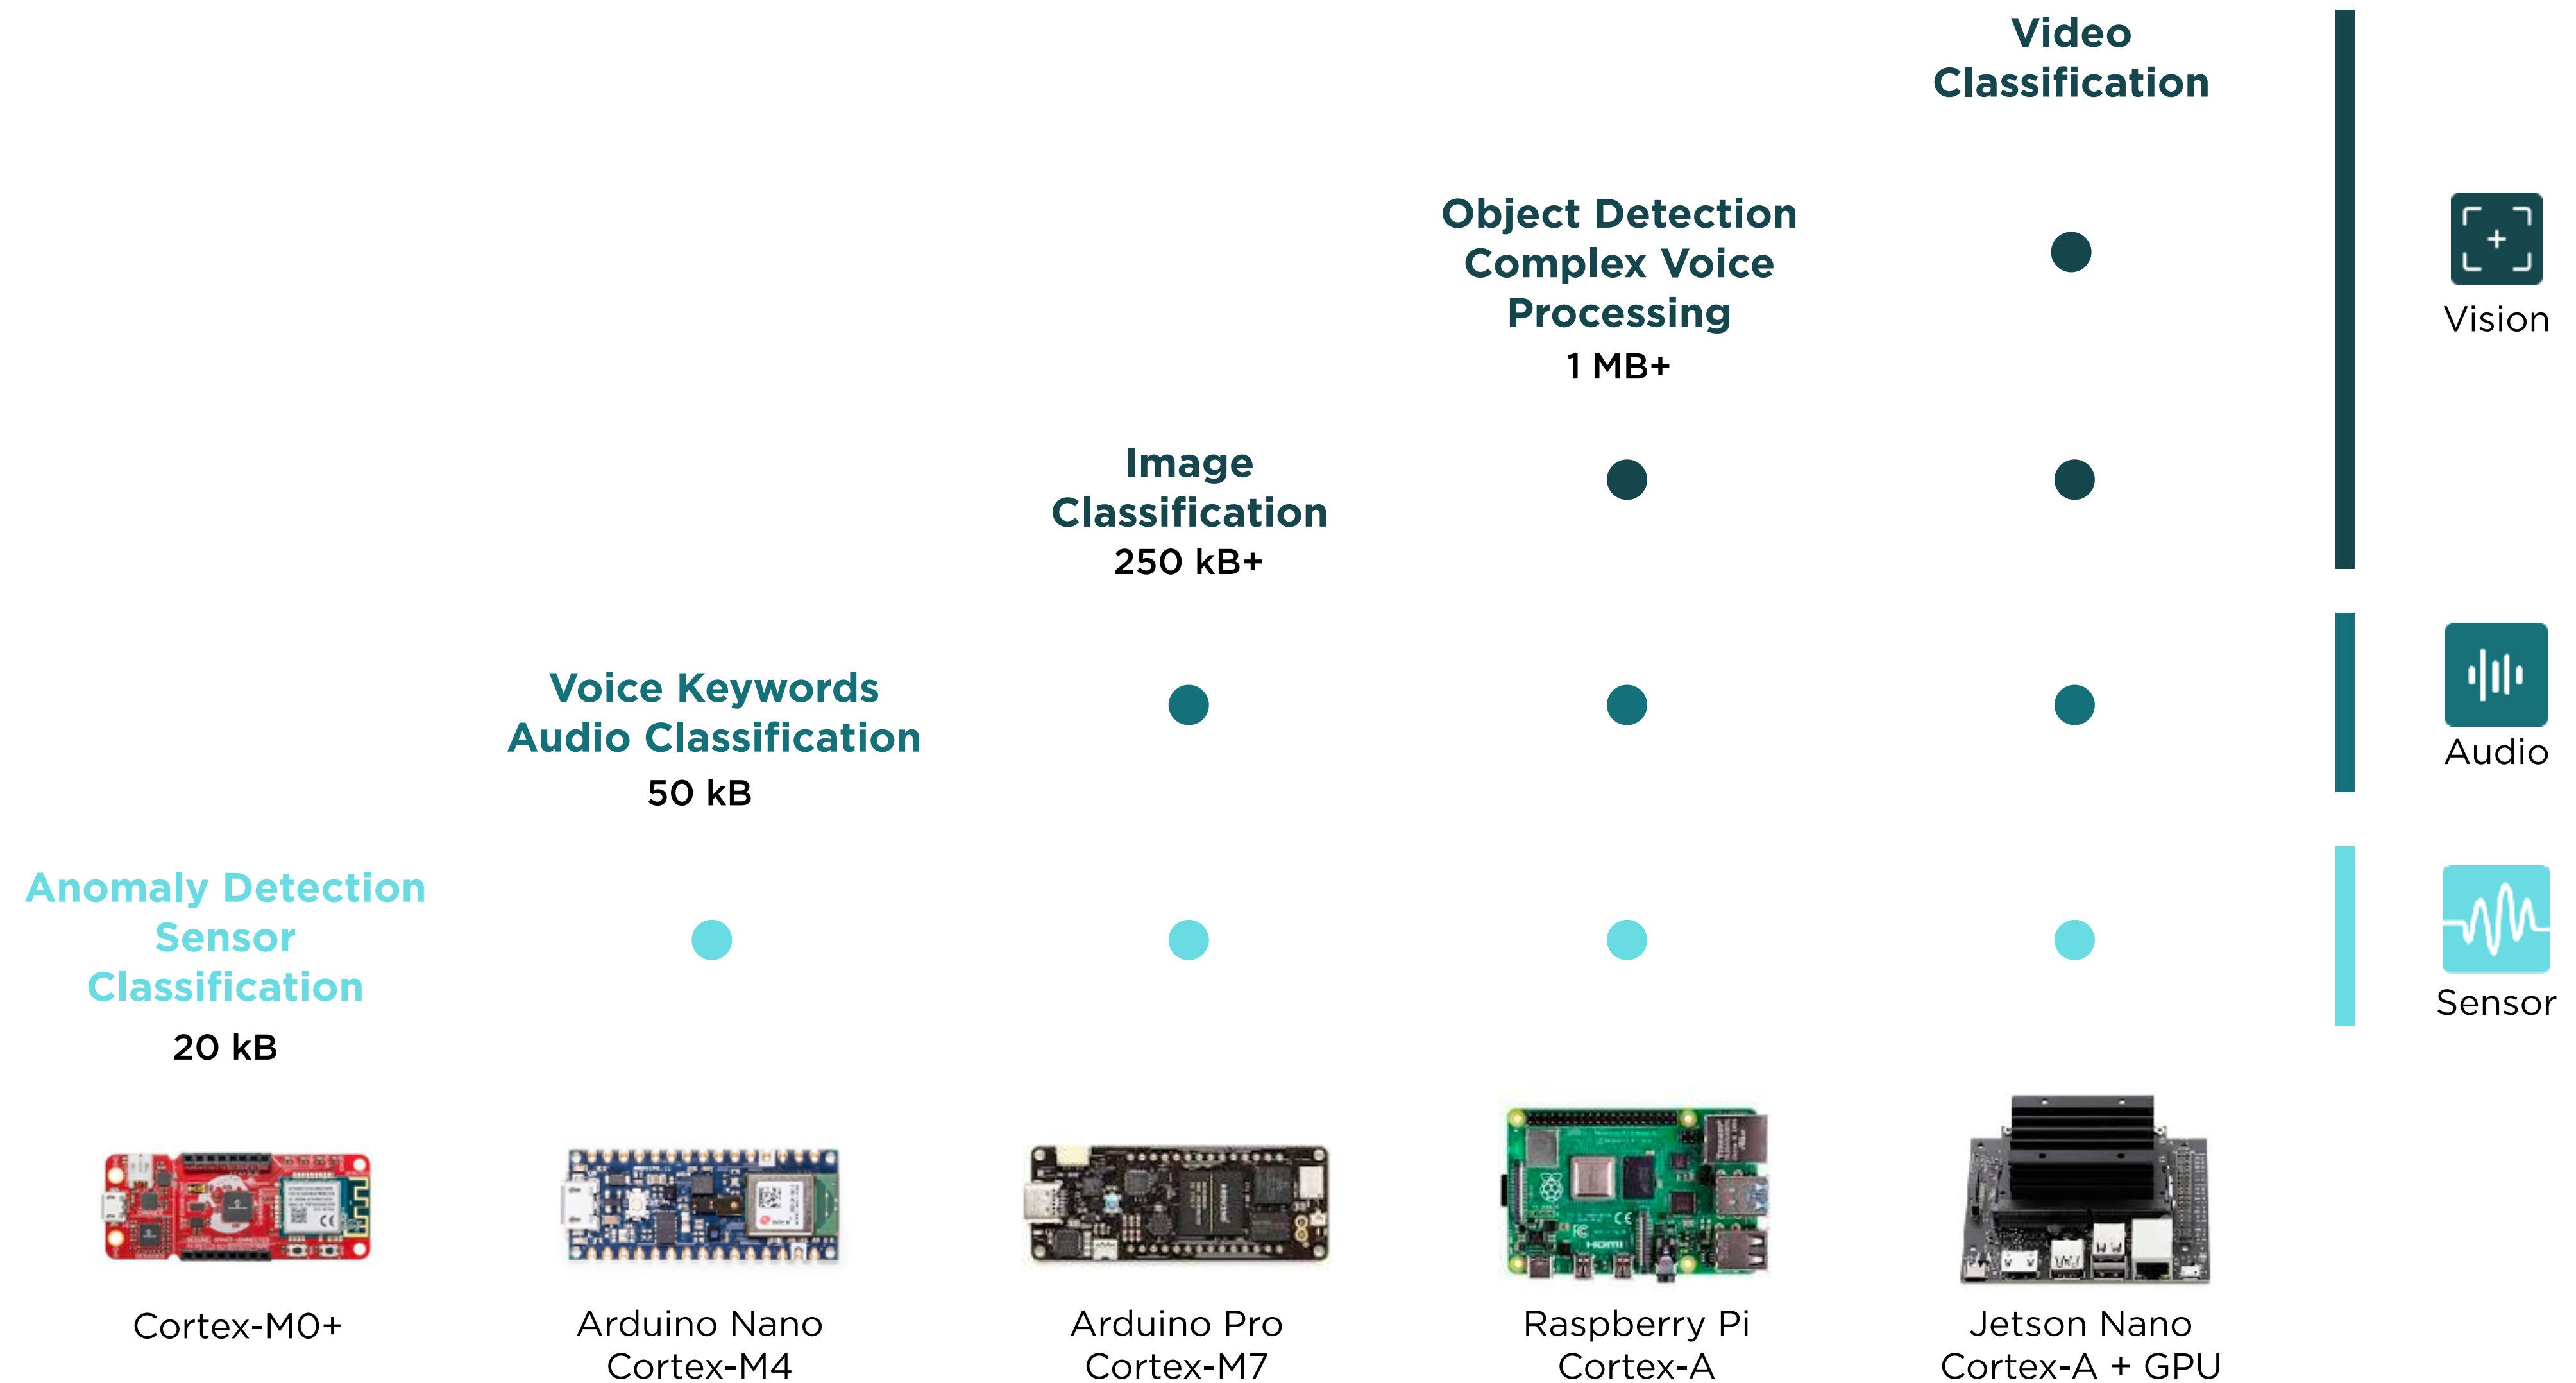 Video
Classification
Object Detection
Complex Voice
Processing
1 MB+
Vision
Image
Classification
250 kB+
Voice Keywords
Audio Classification
50 kB
Audio
Anomaly Detection
Sensor
Classification
20 kB
Sensor
HDMI
Cortex-M0+
Arduino Nano
Cortex-M4
Arduino Pro
Cortex-M7
Raspberry Pi
Cortex-A
Jetson Nano
Cortex-A + GPU